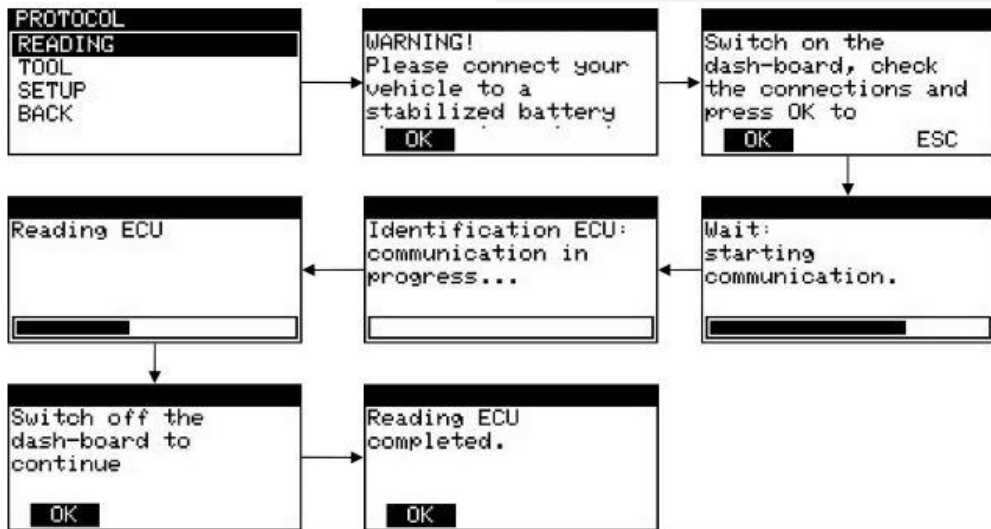 PROTOCOL
READING
TOOL
SETUP
BACK
WARNING!
Please connect your
vehicle to a
stabilized battery
OK
Switch on the
dash-board, check
the connections and
press OK to
OK ESC
Wait:
starting
communication.
Identification ECU:
communication in
progress...
Reading ECU
Switch off the
dash-board to
continue
OK
Reading ECU
completed.
OK